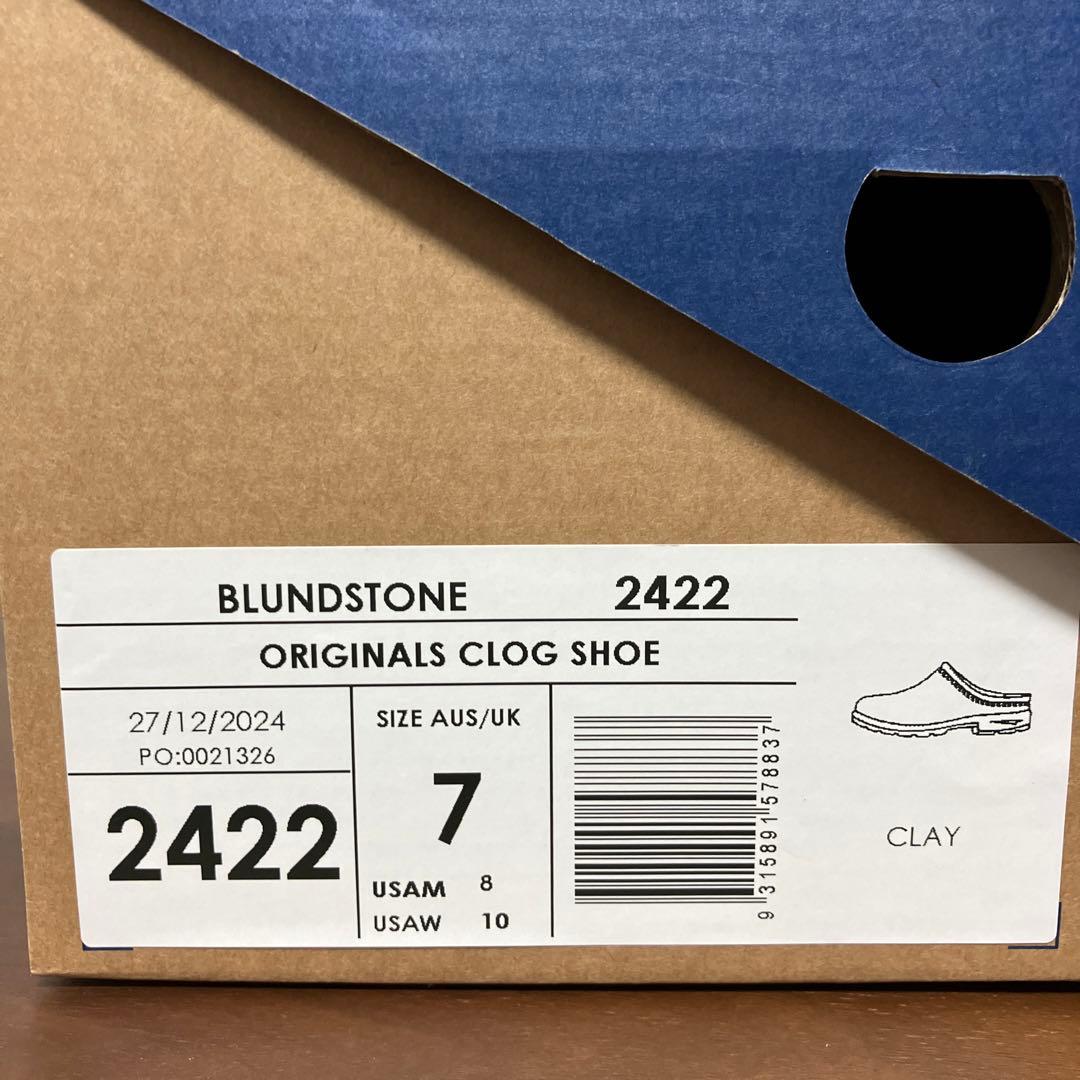 BLUNDSTONE 2422
ORIGINALS CLOG SHOE
27/12/2024
PO:0021326
2422
SIZE AUS/UK
7
USAM 8
USAW 10
9 315891 578837
CLAY